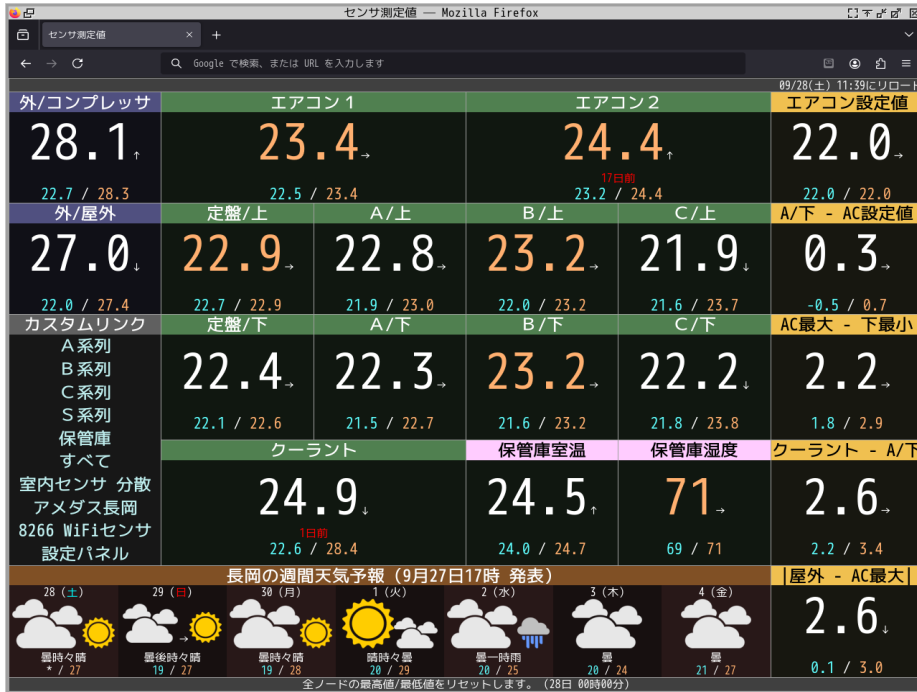 センサ測定値 — Mozilla Firefox
センサ測定値 × +
Google で検索、または URL を入力します
09/28(土) 11:39にリロード
外/コンプレッサ エアコン1 エアコン2 エアコン設定値
28.1↑ 23.4→ 24.4↑ 22.0→
17日前
22.7 / 28.3 22.5 / 23.4 23.2 / 24.4 22.0 / 22.0
外/屋外 定盤/上 A/上 B/上 C/上 A/下 - AC設定値
27.0↓ 22.9→ 22.8→ 23.2→ 21.9↓ 0.3→
22.0 / 27.4 22.7 / 22.9 21.9 / 23.0 22.0 / 23.2 21.6 / 23.7 -0.5 / 0.7
カスタムリンク 定盤/下 A/下 B/下 C/下 AC最大 - 下最小
22.4→ 22.3→ 23.2→ 22.2↓ 2.2→
22.1 / 22.6 21.5 / 22.7 21.6 / 23.2 21.8 / 23.8 1.8 / 2.9
A系列
B系列
C系列
S系列
保管庫
すべて
室内センサ 分散
アメダス長岡
8266 WiFiセンサ
設定パネル
クーラント 保管庫室温 保管庫湿度 クーラント - A/下
24.9↓ 24.5↑ 71→ 2.6→
1日前
22.6 / 28.4 24.0 / 24.7 69 / 71 2.2 / 3.4
長岡の週間天気予報 (9月27日17時 発表) |屋外 - AC最大|
28 (土) 29 (日) 30 (月) 1 (火) 2 (水) 3 (木) 4 (金)
2.6↓
曇時々晴 曇後時々晴 曇時々晴 晴時々曇 曇一時雨 曇 曇
* / 27 19 / 27 19 / 28 20 / 29 20 / 25 20 / 24 21 / 27
0.1 / 3.0
全ノードの最高値/最低値をリセットします。 (28日 00時00分)